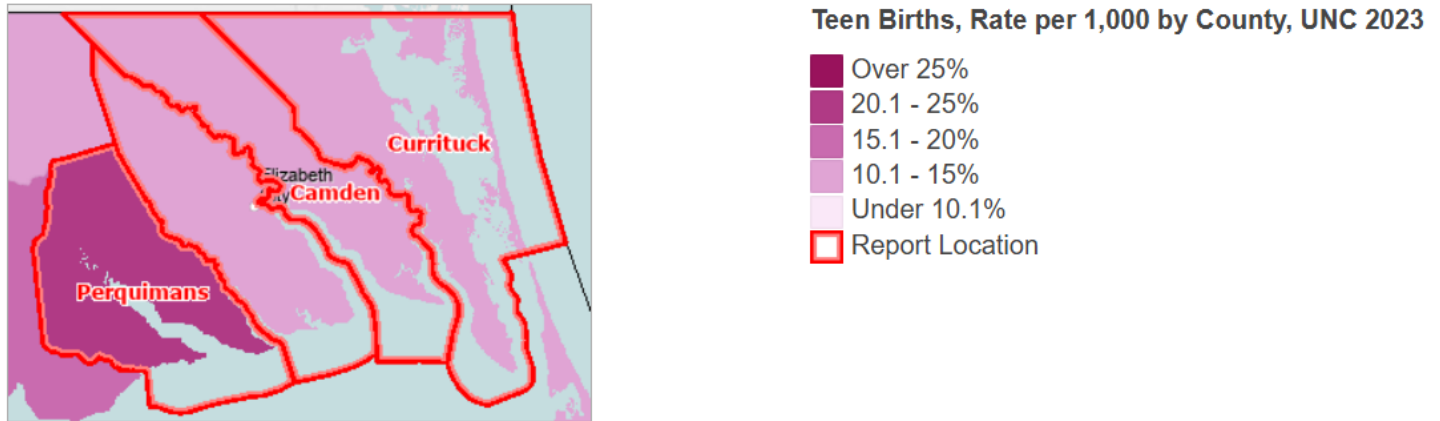 Teen Births, Rate per 1,000 by County, UNC 2023
Over 25%
20.1 - 25%
15.1 - 20%
10.1 - 15%
Under 10.1%
Report Location
Currituck
Elizabeth
City
Camden
Perquimans